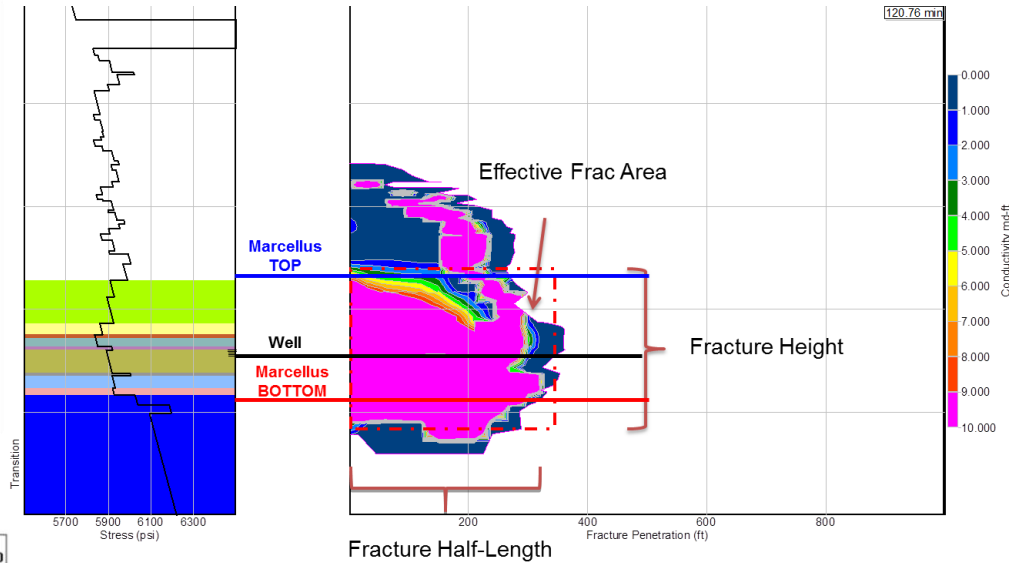 120.76 min
0.000
1.000
2.000
3.000
4.000
5.000
6.000
7.000
8.000
9.000
10.000
Conductivity md-ft
Effective Frac Area
Marcellus
TOP
Well
Marcellus
BOTTOM
Fracture Height
Transition
5700 5900 6100 6300
Stress (psi)
200 400 600 800
Fracture Penetration (ft)
Fracture Half-Length